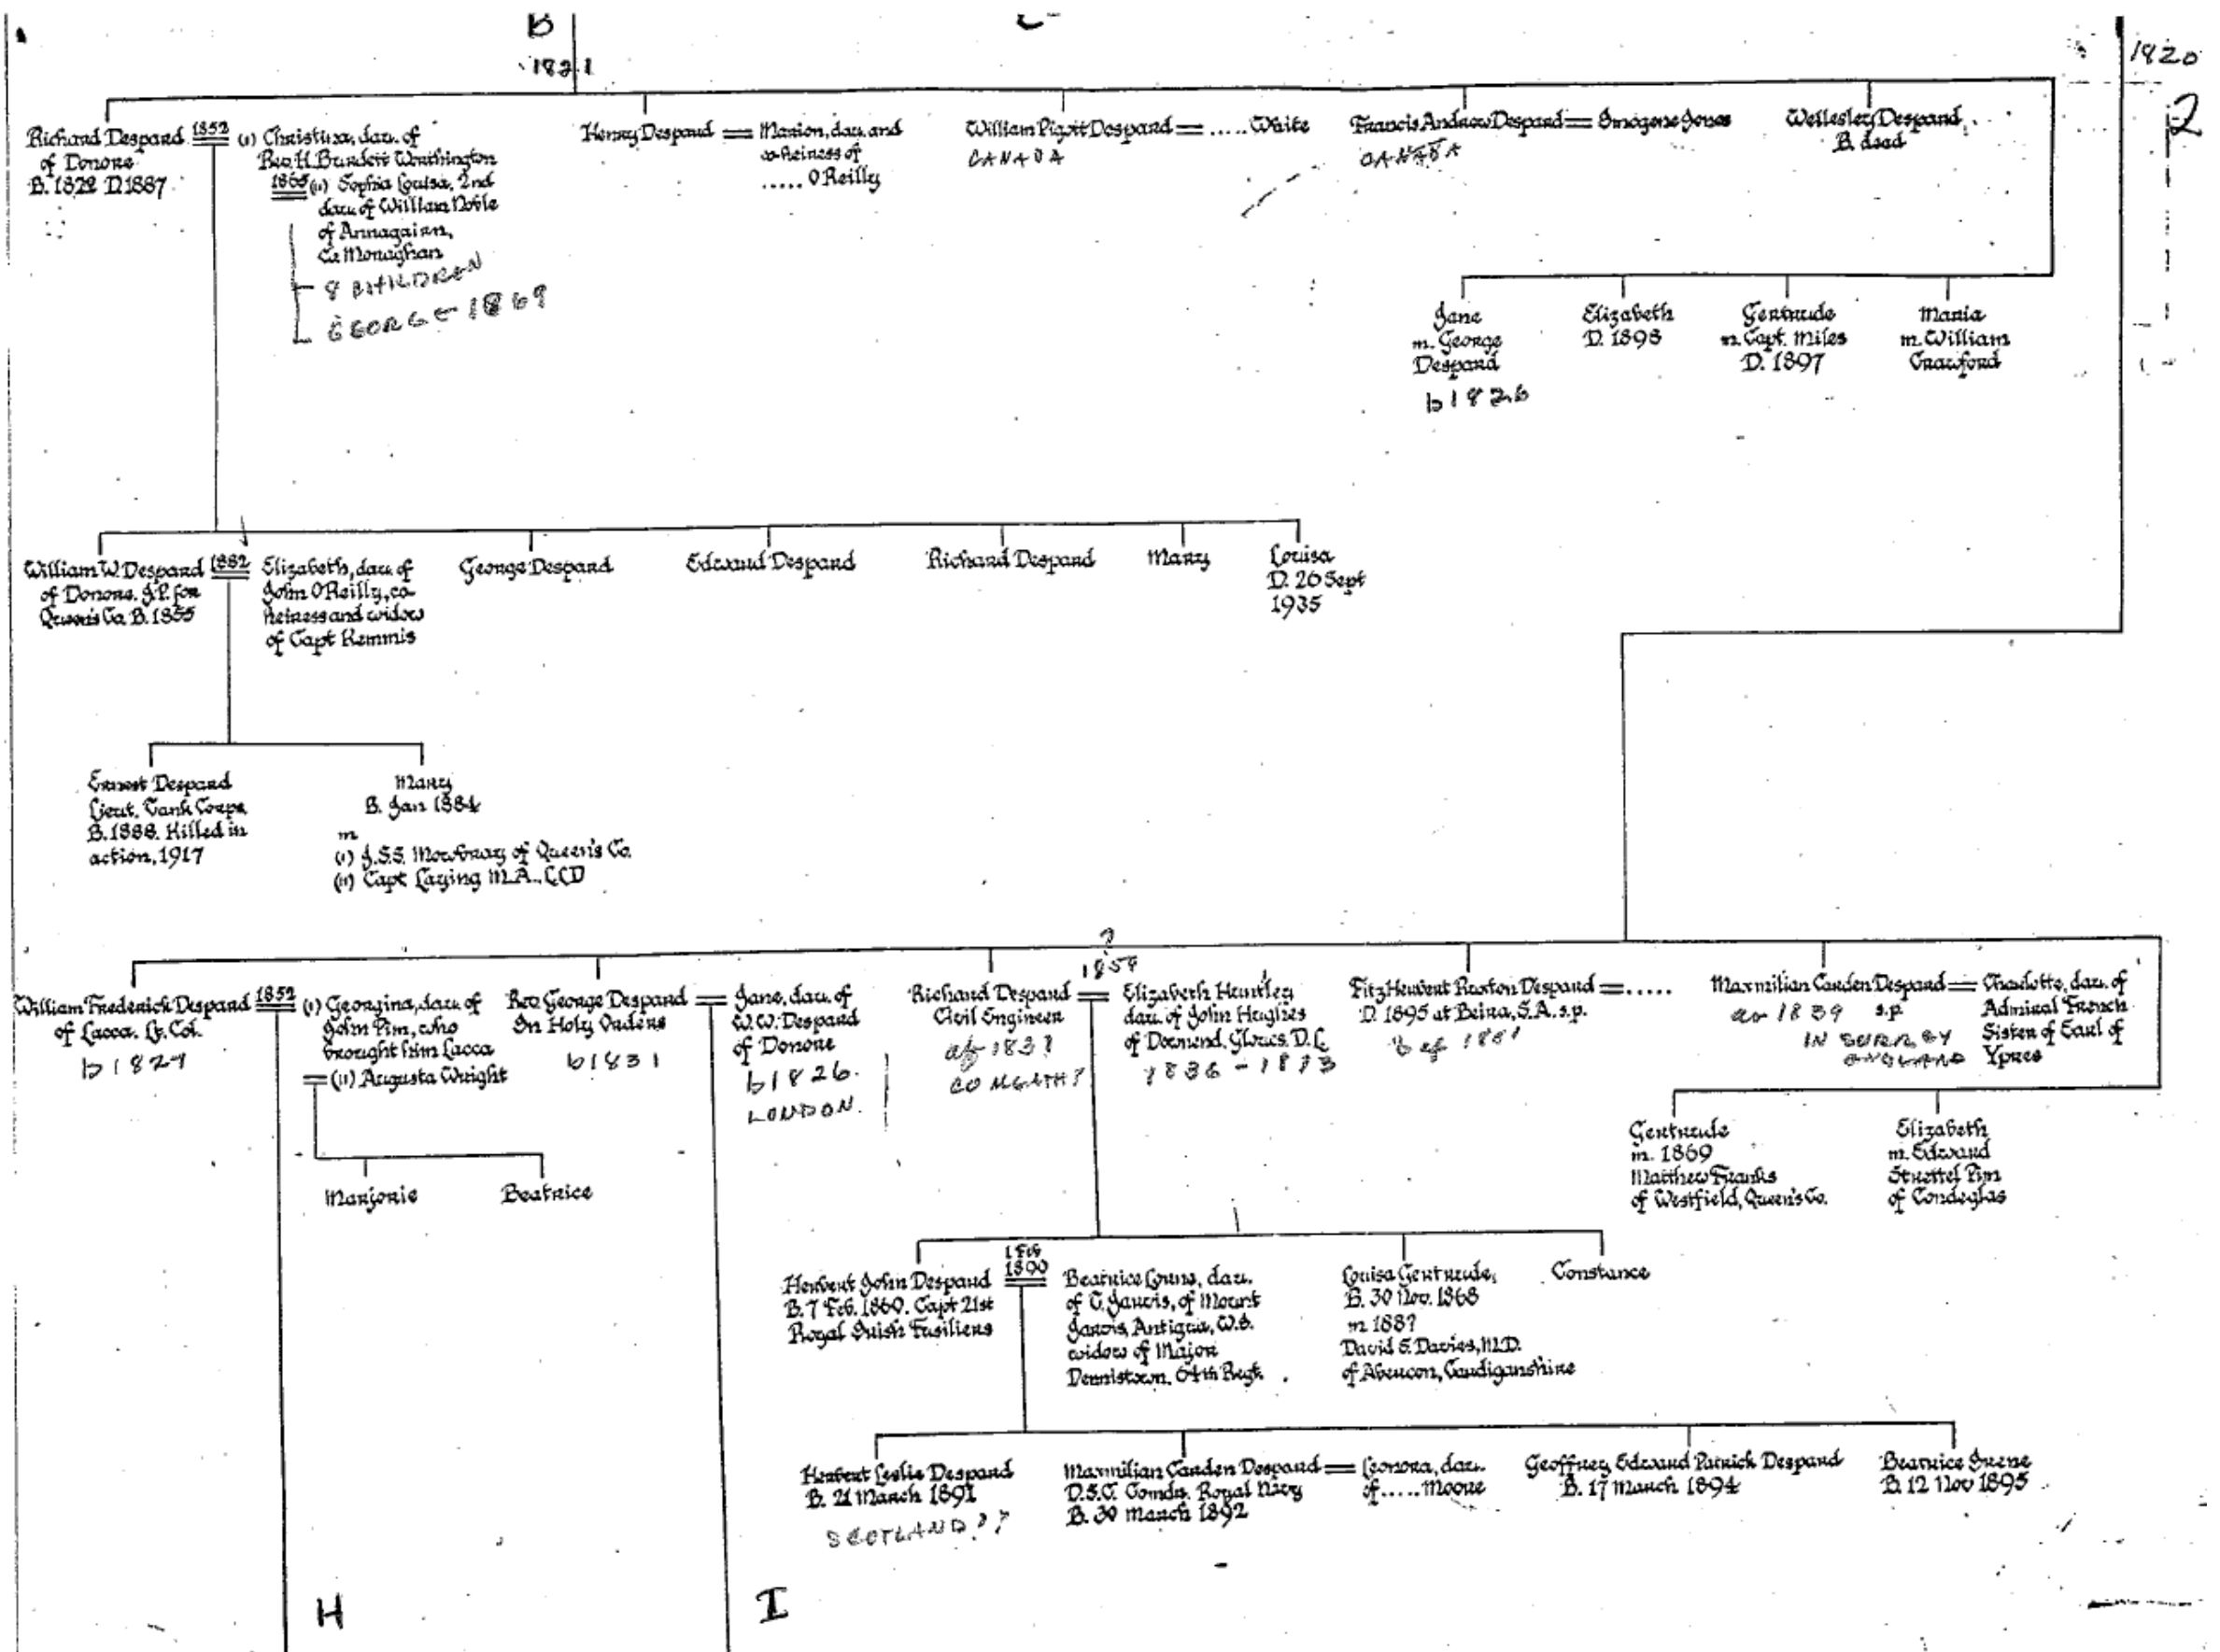 B
1821
1820
2
Richard Despard
of Donore
B. 1822 D 1887
1852
(i) Christina, dau. of
Rev. H. Burdett Worthington
1865 (ii) Sophia Louisa, 2nd
dau. of William Noble
of Annagairn,
Co Monaghan
8 CHILDREN
GEORGE - 1869
Henry Despard = Marion, dau. and
co-heiress of
..... O'Reilly
William Pigott Despard = ..... White
CANADA
Francis Andrew Despard = Imogene Jones
CANADA
Wellesley Despard
B. dead
Jane
m. George
Despard
b 1826
Elizabeth
D. 1898
Gertrude
m. Capt. Miles
D. 1897
Maria
m. William
Crawford
William W. Despard
of Donore. J.P. for
Queen's Co. B. 1855
1882
Elizabeth, dau. of
John O'Reilly, co-
heiress and widow
of Capt Kemmis
George Despard
Edward Despard
Richard Despard
Mary
Louisa
D. 26 Sept
1935
Ernest Despard
Lieut. Tank Corps
B. 1888. Killed in
action, 1917
Mary
B. Jan 1884
m
(i) J.S.S. Mowbray of Queen's Co.
(ii) Capt Laying M.A., LLD
William Frederick Despard
of Lacca. Lt. Col.
1852
(i) Georgina, dau. of
John Pim, who
brought him Lacca
= (ii) Augusta Wright
Marjorie
Beatrice
Rev. George Despard =
In Holy Orders
b 1831
Jane, dau. of
W.W. Despard
of Donore
b 1826.
LONDON.
?
Richard Despard =
Civil Engineer
Elizabeth Huntley
dau. of John Hughes
of Downend, Glos. D.L.
1836 - 1873
FitzHerbert Ruxton Despard = .....
D. 1895 at Beira, S.A. s.p.
Maxmilian Carden Despard =
s.p.
1839
IN SURREY
ENGLAND
Charlotte, dau. of
Admiral French
Sister of Earl of
Ypres
Gertrude
m. 1869
Matthew Franks
of Westfield, Queen's Co.
Elizabeth
m. Edward
Strettel Pim
of Condeglas
Herbert John Despard
B. 7 Feb. 1860. Capt 21st
Royal Irish Fusiliers
1 Feb
1890
Beatrice dau.
of T. Jarvis, of Mount
Jarvis, Antigua, W.I.
widow of Major
Dennistown, 64th Regt.
Louisa Gertrude,
B. 30 Nov. 1868
m 1887
David S. Davies, M.D.
of Aberaeron, Cardiganshire
Constance
Herbert Leslie Despard
B. 21 March 1891
SCOTLAND??
Maxmilian Carden Despard =
D.S.C. Comdr. Royal Navy
B. 30 March 1892
Leonora, dau.
of ..... Moore
Geoffrey Edward Patrick Despard
B. 17 March 1894
Beatrice Irene
B. 12 Nov 1895
H
I